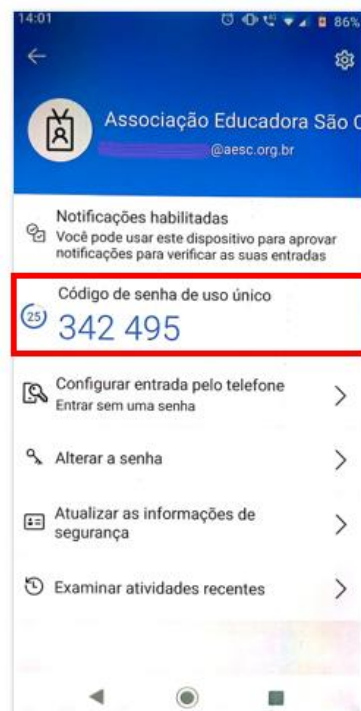 14:01 86%
Associação Educadora São C
@aesc.org.br
Notificações habilitadas
Você pode usar este dispositivo para aprovar
notificações para verificar as suas entradas
Código de senha de uso único
25
342 495
Configurar entrada pelo telefone
Entrar sem uma senha
Alterar a senha
Atualizar as informações de
segurança
Examinar atividades recentes